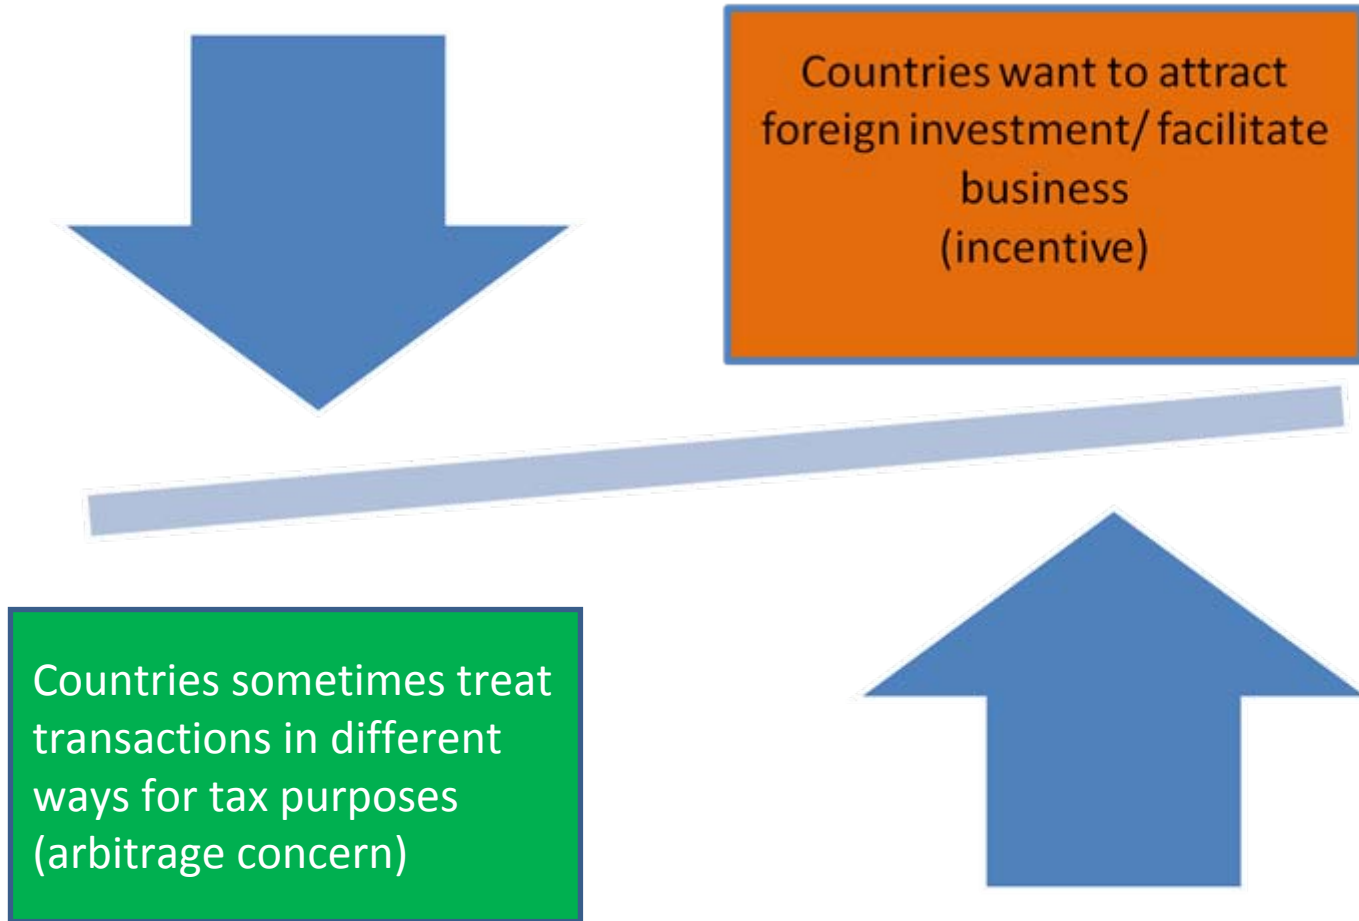 Countries want to attract
foreign investment/ facilitate
business
(incentive)
Countries sometimes treat
transactions in different
ways for tax purposes
(arbitrage concern)